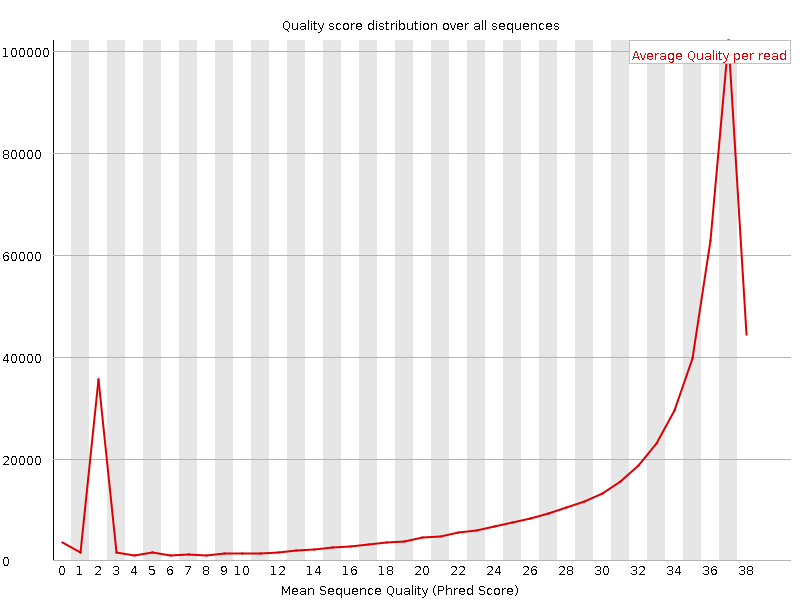 Quality score distribution over all sequences
Average Quality per read
100000
80000
60000
40000
20000
0
0 1 2 3 4 5 6 7 8 9 10 12 14 16 18 20 22 24 26 28 30 32 34 36 38
Mean Sequence Quality (Phred Score)